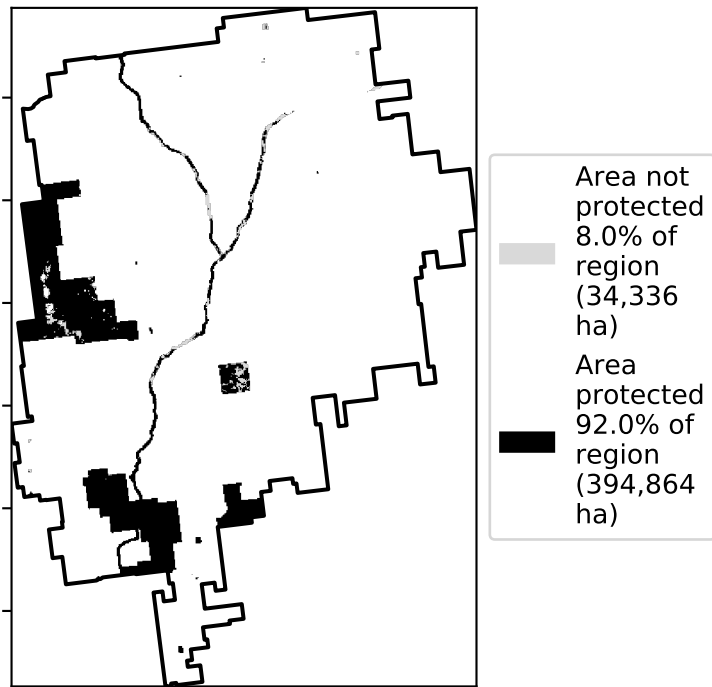 Area not
protected
8.0% of
region
(34,336
ha)
Area
protected
92.0% of
region
(394,864
ha)